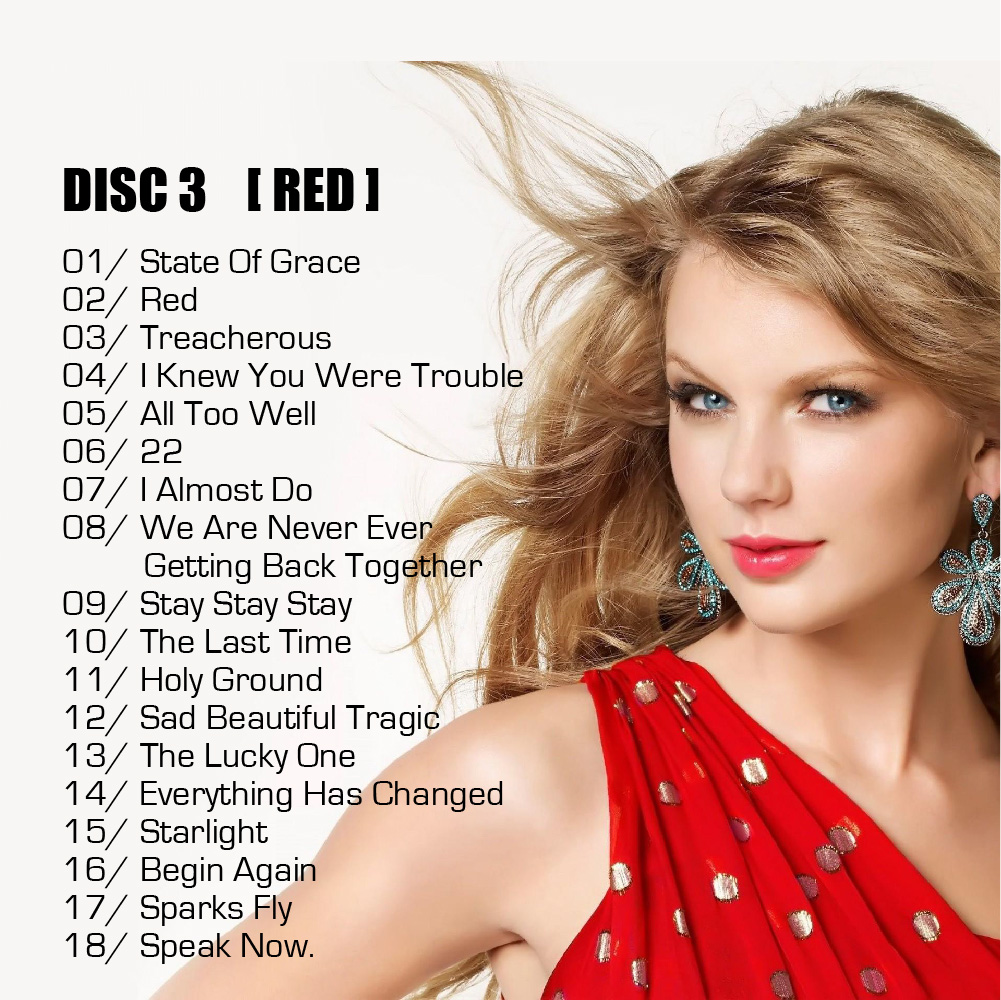 DISC 3 [ RED ]
01/ State Of Grace
02/ Red
03/ Treacherous
04/ I Knew You Were Trouble
05/ All Too Well
06/ 22
07/ I Almost Do
08/ We Are Never Ever
Getting Back Together
09/ Stay Stay Stay
10/ The Last Time
11/ Holy Ground
12/ Sad Beautiful Tragic
13/ The Lucky One
14/ Everything Has Changed
15/ Starlight
16/ Begin Again
17/ Sparks Fly
18/ Speak Now.